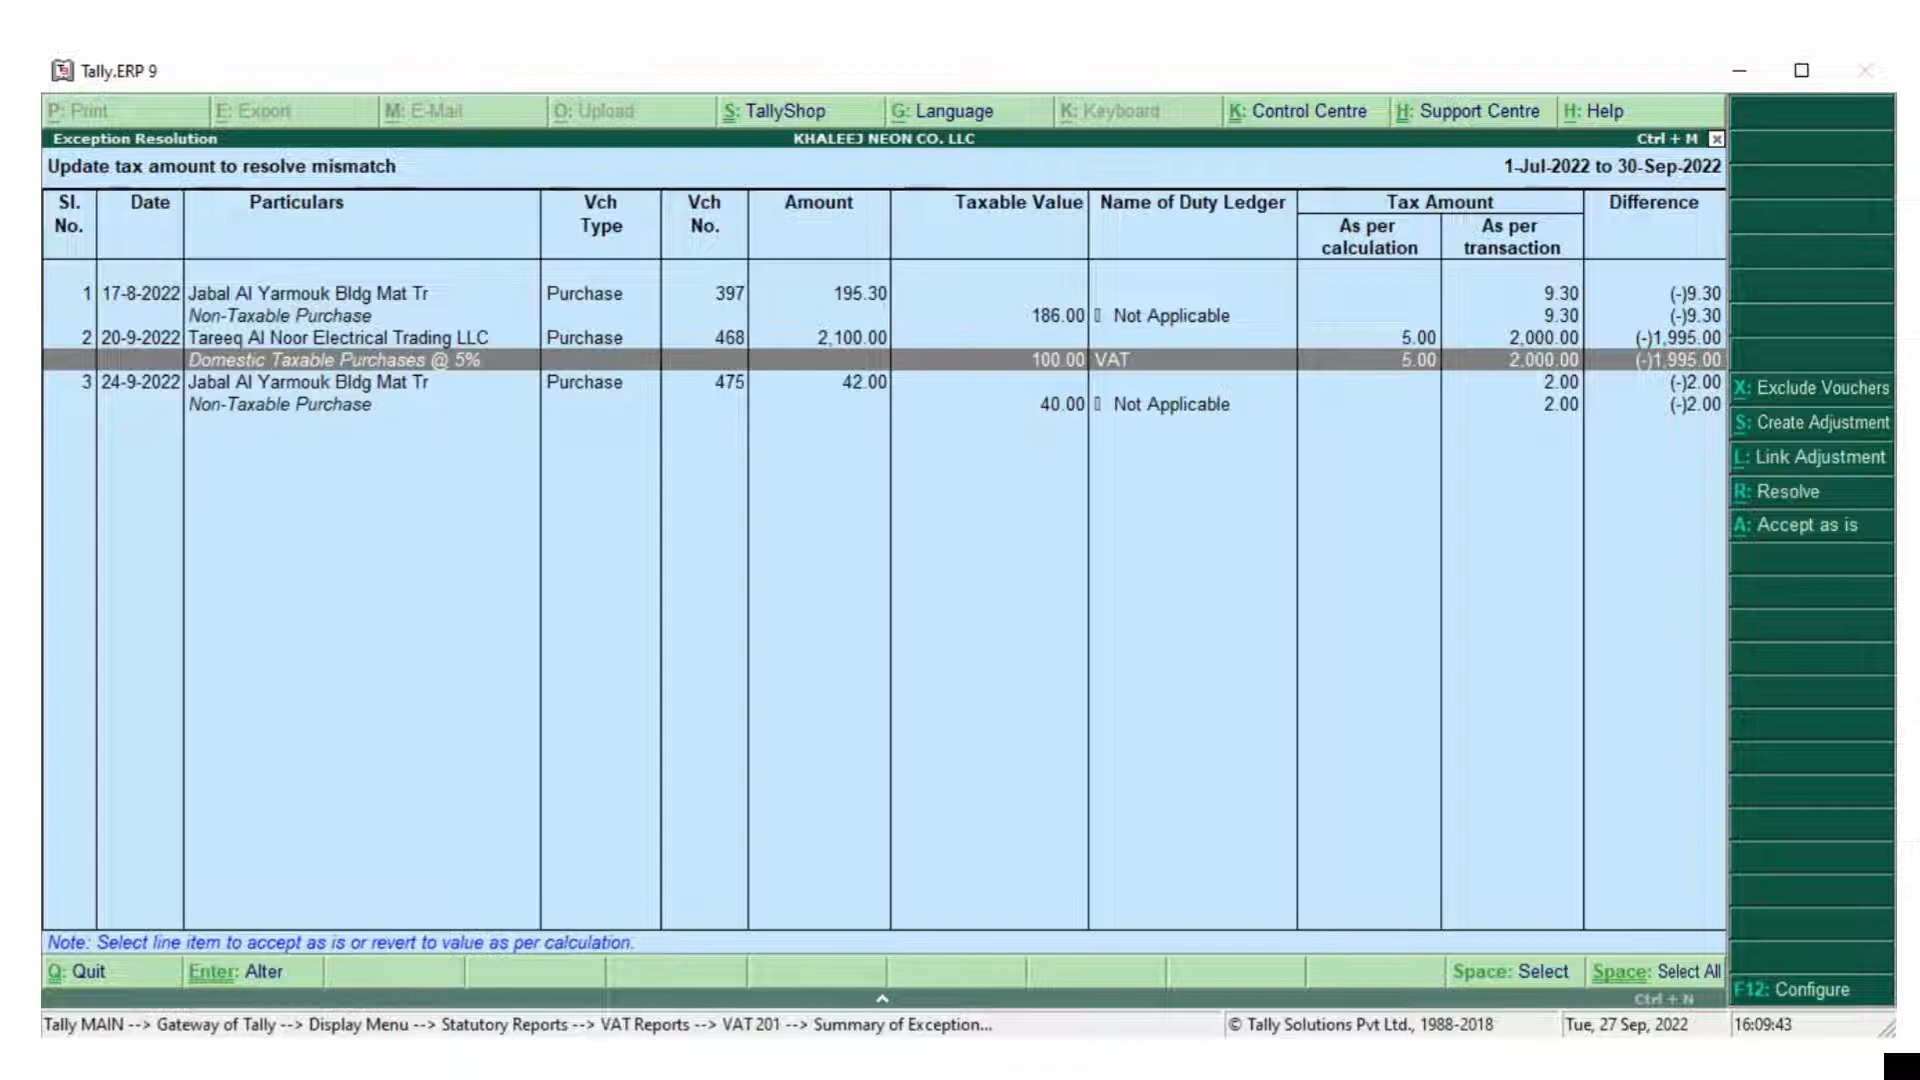 Tally.ERP 9
P: Print E: Export M: E-Mail O: Upload S: TallyShop G: Language K: Keyboard K: Control Centre H: Support Centre H: Help
Exception Resolution KHALEEJ NEON CO. LLC Ctrl + M
Update tax amount to resolve mismatch 1-Jul-2022 to 30-Sep-2022
Sl. Date Particulars Vch Vch Amount Taxable Value Name of Duty Ledger Tax Amount Difference
No. Type No. As per As per
calculation transaction
1 17-8-2022 Jabal Al Yarmouk Bldg Mat Tr Purchase 397 195.30 9.30 (-)9.30
Non-Taxable Purchase 186.00 Not Applicable 9.30 (-)9.30
2 20-9-2022 Tareeq Al Noor Electrical Trading LLC Purchase 468 2,100.00 5.00 2,000.00 (-)1,995.00
Domestic Taxable Purchases @ 5% 100.00 VAT 5.00 2,000.00 (-)1,995.00
3 24-9-2022 Jabal Al Yarmouk Bldg Mat Tr Purchase 475 42.00 2.00 (-)2.00
Non-Taxable Purchase 40.00 Not Applicable 2.00 (-)2.00
X: Exclude Vouchers
S: Create Adjustment
L: Link Adjustment
R: Resolve
A: Accept as is
Note: Select line item to accept as is or revert to value as per calculation.
Q: Quit Enter: Alter Space: Select Space: Select All
F12: Configure
Ctrl + N
Tally MAIN --> Gateway of Tally --> Display Menu --> Statutory Reports --> VAT Reports --> VAT 201 --> Summary of Exception... © Tally Solutions Pvt Ltd., 1988-2018 Tue, 27 Sep, 2022 16:09:43